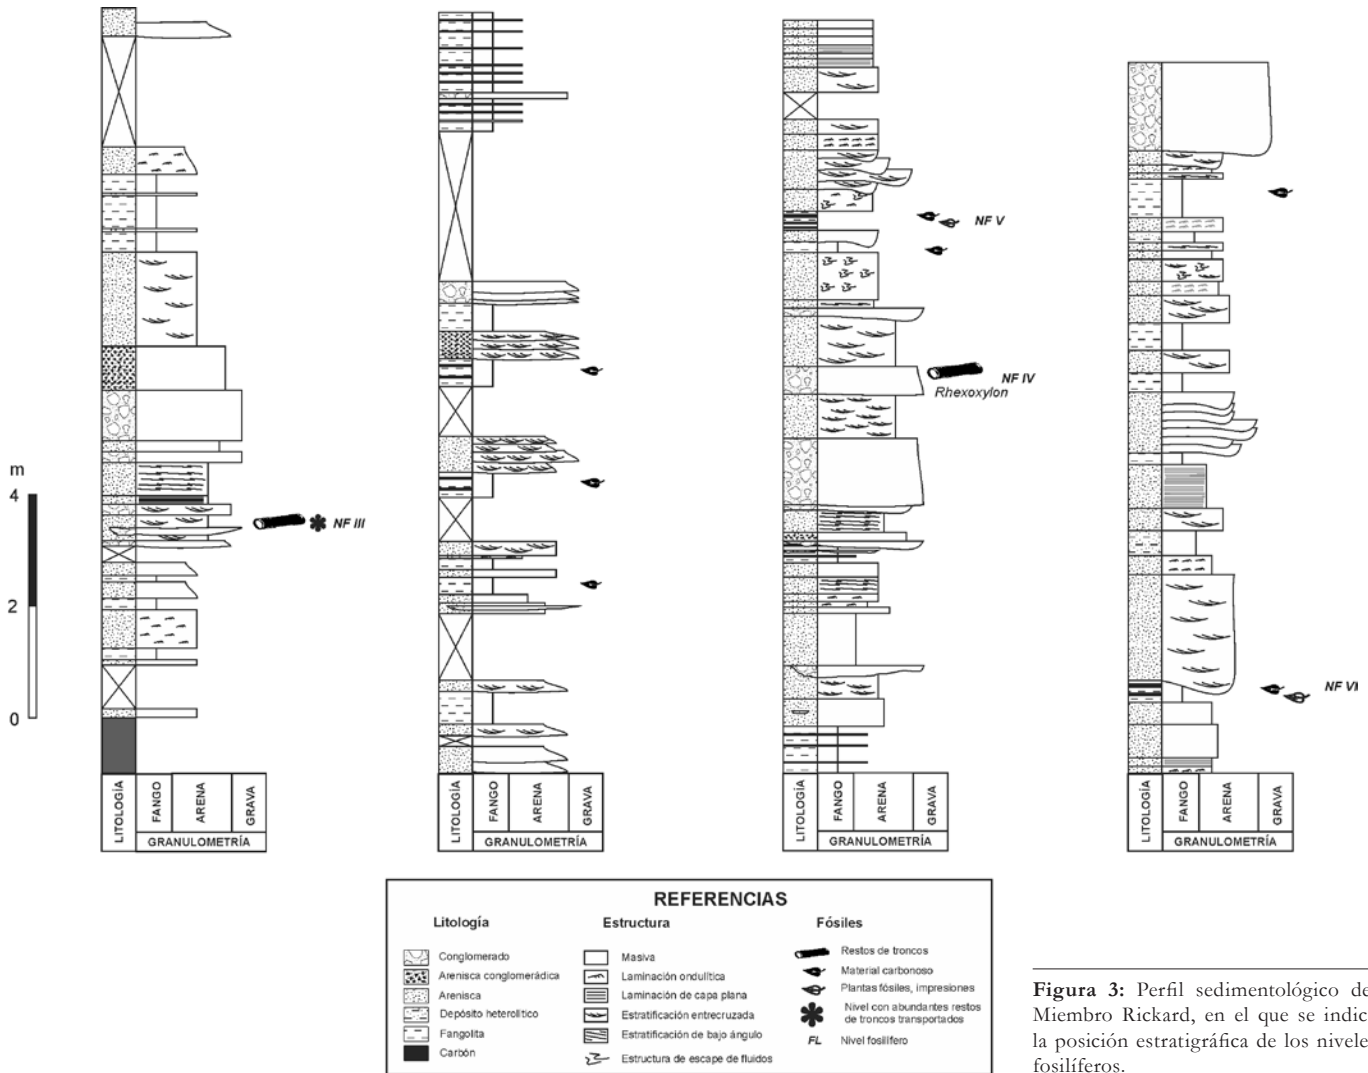 m
4
2
0
NF III
NF V
NF IV
Rhexoxylon
NF VI
LITOLOGÍA
FANGO
ARENA
GRAVA
GRANULOMETRÍA
LITOLOGÍA
FANGO
ARENA
GRAVA
GRANULOMETRÍA
LITOLOGÍA
FANGO
ARENA
GRAVA
GRANULOMETRÍA
LITOLOGÍA
FANGO
ARENA
GRAVA
GRANULOMETRÍA
REFERENCIAS
Litología
Conglomerado
Arenisca conglomerádica
Arenisca
Depósito heterolítico
Fangolita
Carbón
Estructura
Masiva
Laminación ondulítica
Laminación de capa plana
Estratificación entrecruzada
Estratificación de bajo ángulo
Estructura de escape de fluidos
Fósiles
Restos de troncos
Material carbonoso
Plantas fósiles, impresiones
Nivel con abundantes restos
de troncos transportados
FL Nivel fosilífero
Figura 3: Perfil sedimentológico de
Miembro Rickard, en el que se indic
la posición estratigráfica de los nivele
fosilíferos.